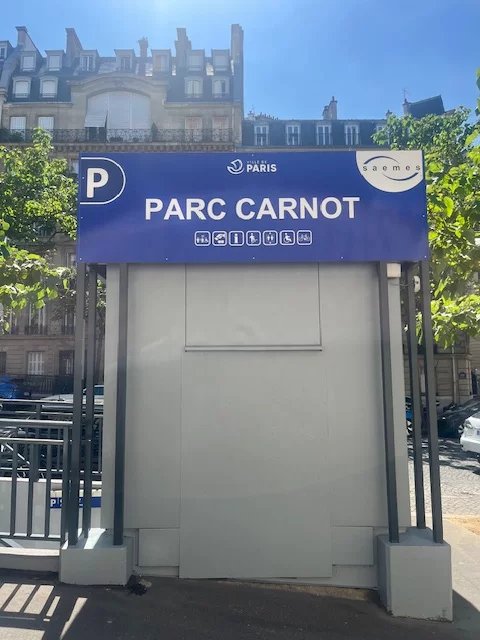 P
VILLE DE
PARIS
saemes
PARC CARNOT